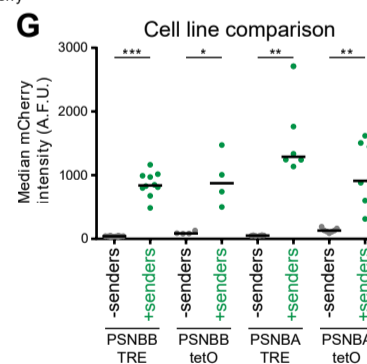 G
Cell line comparison
Median mCherry
intensity (A.F.U.)
3000
2000
1000
0
*** * ** **
-senders +senders -senders +senders -senders +senders -senders +senders
PSNBB PSNBB PSNBA PSNBA
TRE tetO TRE tetO